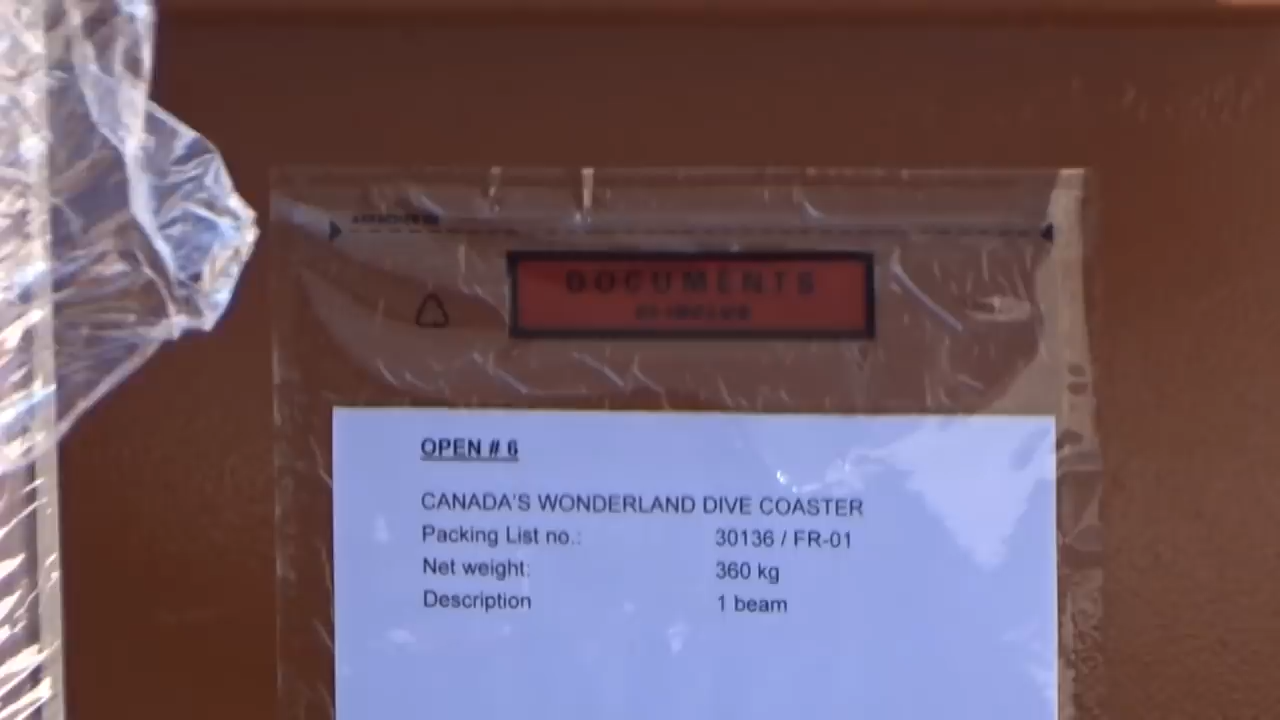 DOCUMENTS
OPEN # 6
CANADA'S WONDERLAND DIVE COASTER
Packing List no.: 30136 / FR-01
Net weight: 360 kg
Description 1 beam